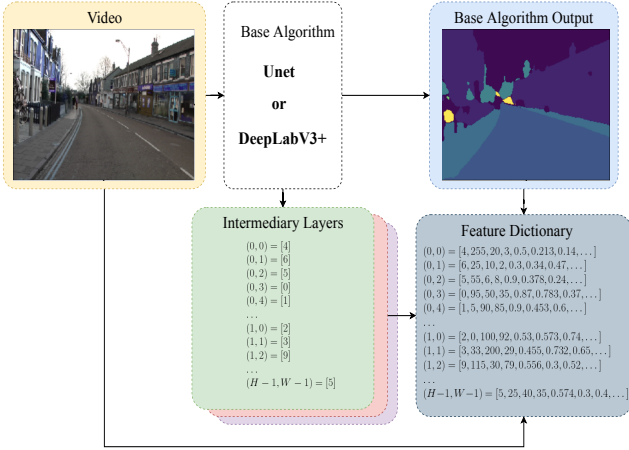 Video
Base Algorithm
Unet
or
DeepLabV3+
Base Algorithm Output
Intermediary Layers
(0, 0) = [4]
(0, 1) = [6]
(0, 2) = [5]
(0, 3) = [0]
(0, 4) = [1]
...
(1, 0) = [2]
(1, 1) = [3]
(1, 2) = [9]
...
(H − 1, W − 1) = [5]
Feature Dictionary
(0, 0) = [4, 255, 20, 3, 0.5, 0.213, 0.14, . . . ]
(0, 1) = [6, 25, 10, 2, 0.3, 0.34, 0.47, . . . ]
(0, 2) = [5, 55, 6, 8, 0.9, 0.378, 0.24, . . . ]
(0, 3) = [0, 95, 50, 35, 0.87, 0.783, 0.37, . . . ]
(0, 4) = [1, 5, 90, 85, 0.9, 0.453, 0.6, . . . ]
...
(1, 0) = [2, 0, 100, 92, 0.53, 0.573, 0.74, . . . ]
(1, 1) = [3, 33, 200, 29, 0.455, 0.732, 0.65, . . . ]
(1, 2) = [9, 115, 30, 79, 0.556, 0.3, 0.52, . . . ]
...
(H−1, W−1) = [5, 25, 40, 35, 0.574, 0.3, 0.4, . . . ]